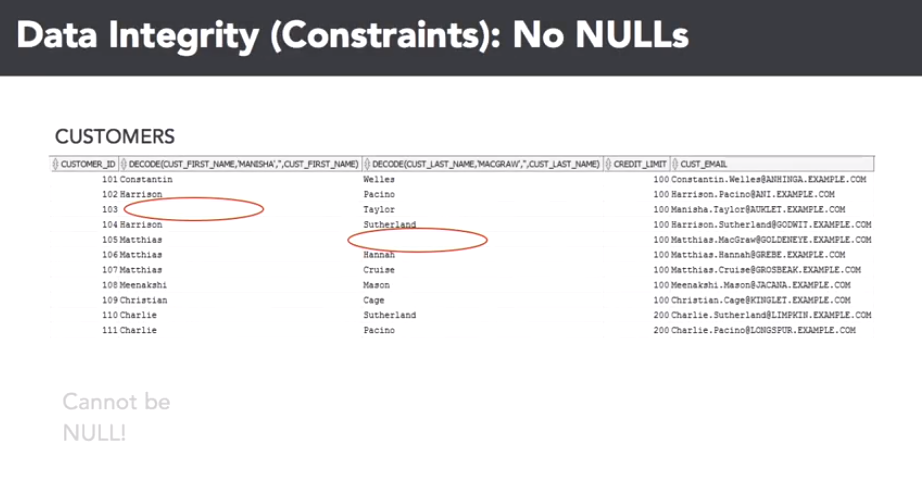 Data Integrity (Constraints): No NULLs
CUSTOMERS
CUSTOMER_ID DECODE(CUST_FIRST_NAME,'MANISHA','',CUST_FIRST_NAME) DECODE(CUST_LAST_NAME,'MACGRAW','',CUST_LAST_NAME) CREDIT_LIMIT CUST_EMAIL
101 Constantin Welles 100 Constantin.Welles@ANHINGA.EXAMPLE.COM
102 Harrison Pacino 100 Harrison.Pacino@ANI.EXAMPLE.COM
103 Taylor 100 Manisha.Taylor@AUKLET.EXAMPLE.COM
104 Harrison Sutherland 100 Harrison.Sutherland@GODWIT.EXAMPLE.COM
105 Matthias 100 Matthias.MacGraw@GOLDENEYE.EXAMPLE.COM
106 Matthias Hannah 100 Matthias.Hannah@GREBE.EXAMPLE.COM
107 Matthias Cruise 100 Matthias.Cruise@GROSBEAK.EXAMPLE.COM
108 Meenakshi Mason 100 Meenakshi.Mason@JACANA.EXAMPLE.COM
109 Christian Cage 100 Christian.Cage@KINGLET.EXAMPLE.COM
110 Charlie Sutherland 200 Charlie.Sutherland@LIMPKIN.EXAMPLE.COM
111 Charlie Pacino 200 Charlie.Pacino@LONGSPUR.EXAMPLE.COM
Cannot be
NULL!